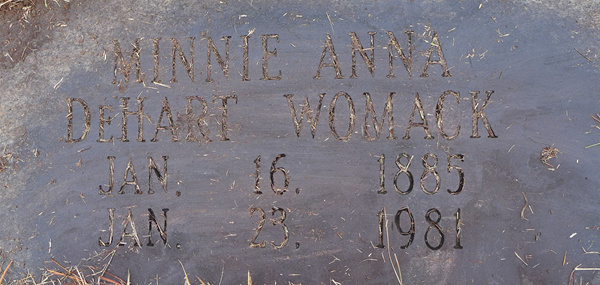 MINNIE ANNA
DEHART WOMACK
JAN. 16. 1885
JAN. 23. 1981